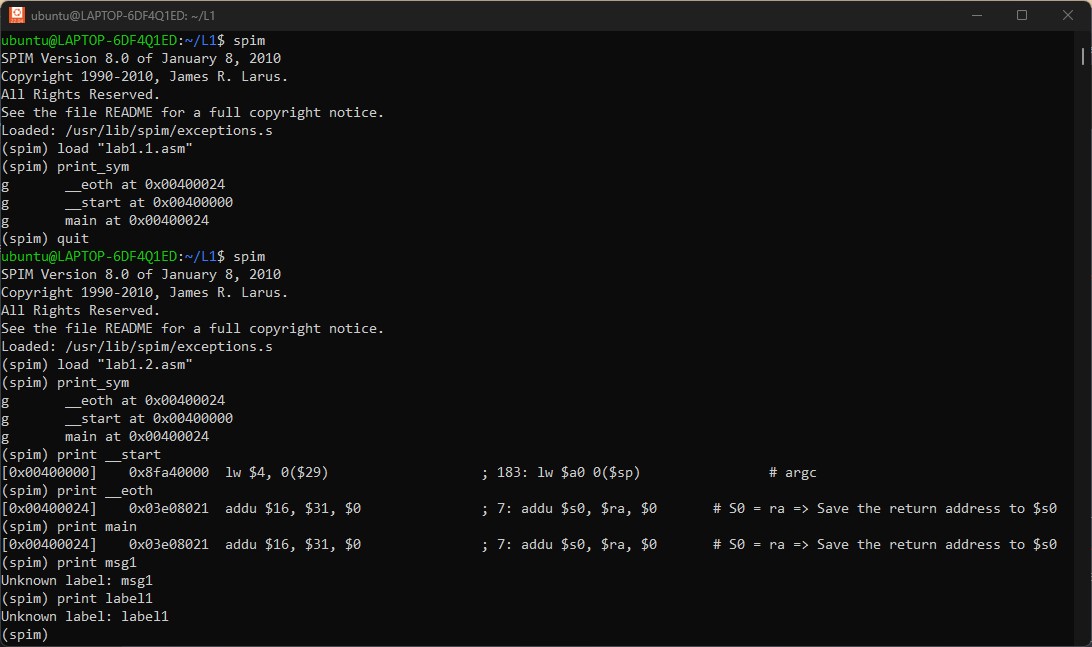 ubuntu@LAPTOP-6DF4Q1ED: ~/L1
ubuntu@LAPTOP-6DF4Q1ED:~/L1$ spim
SPIM Version 8.0 of January 8, 2010
Copyright 1990-2010, James R. Larus.
All Rights Reserved.
See the file README for a full copyright notice.
Loaded: /usr/lib/spim/exceptions.s
(spim) load "lab1.1.asm"
(spim) print_sym
g       __eoth at 0x00400024
g       __start at 0x00400000
g       main at 0x00400024
(spim) quit
ubuntu@LAPTOP-6DF4Q1ED:~/L1$ spim
SPIM Version 8.0 of January 8, 2010
Copyright 1990-2010, James R. Larus.
All Rights Reserved.
See the file README for a full copyright notice.
Loaded: /usr/lib/spim/exceptions.s
(spim) load "lab1.2.asm"
(spim) print_sym
g       __eoth at 0x00400024
g       __start at 0x00400000
g       main at 0x00400024
(spim) print __start
[0x00400000]    0x8fa40000  lw $4, 0($29)                   ; 183: lw $a0 0($sp)                # argc
(spim) print __eoth
[0x00400024]    0x03e08021  addu $16, $31, $0               ; 7: addu $s0, $ra, $0       # S0 = ra => Save the return address to $s0
(spim) print main
[0x00400024]    0x03e08021  addu $16, $31, $0               ; 7: addu $s0, $ra, $0       # S0 = ra => Save the return address to $s0
(spim) print msg1
Unknown label: msg1
(spim) print label1
Unknown label: label1
(spim)